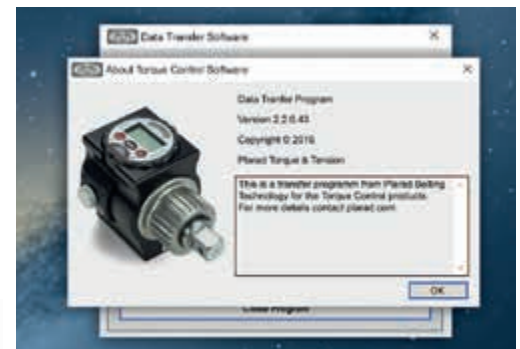 Data Transfer Software
About Torque Control Software
Data Transfer Program
Version 2.2.0.43
Copyright © 2016
Plarad Torque & Tension
This is a transfer programm from Plarad Bolting
Technology for the Torque Control products.
For more details contact plarad.com
OK
Close Program